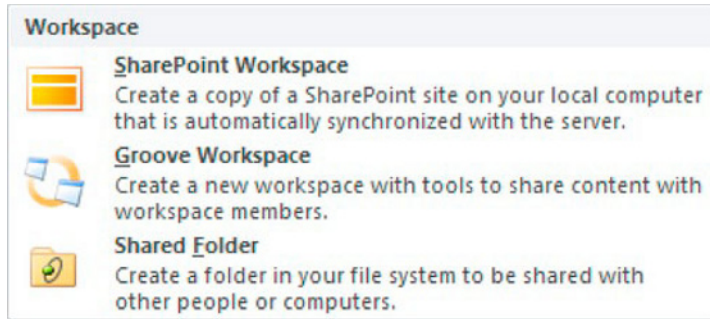 Workspace
SharePoint Workspace
Create a copy of a SharePoint site on your local computer
that is automatically synchronized with the server.
Groove Workspace
Create a new workspace with tools to share content with
workspace members.
Shared Folder
Create a folder in your file system to be shared with
other people or computers.